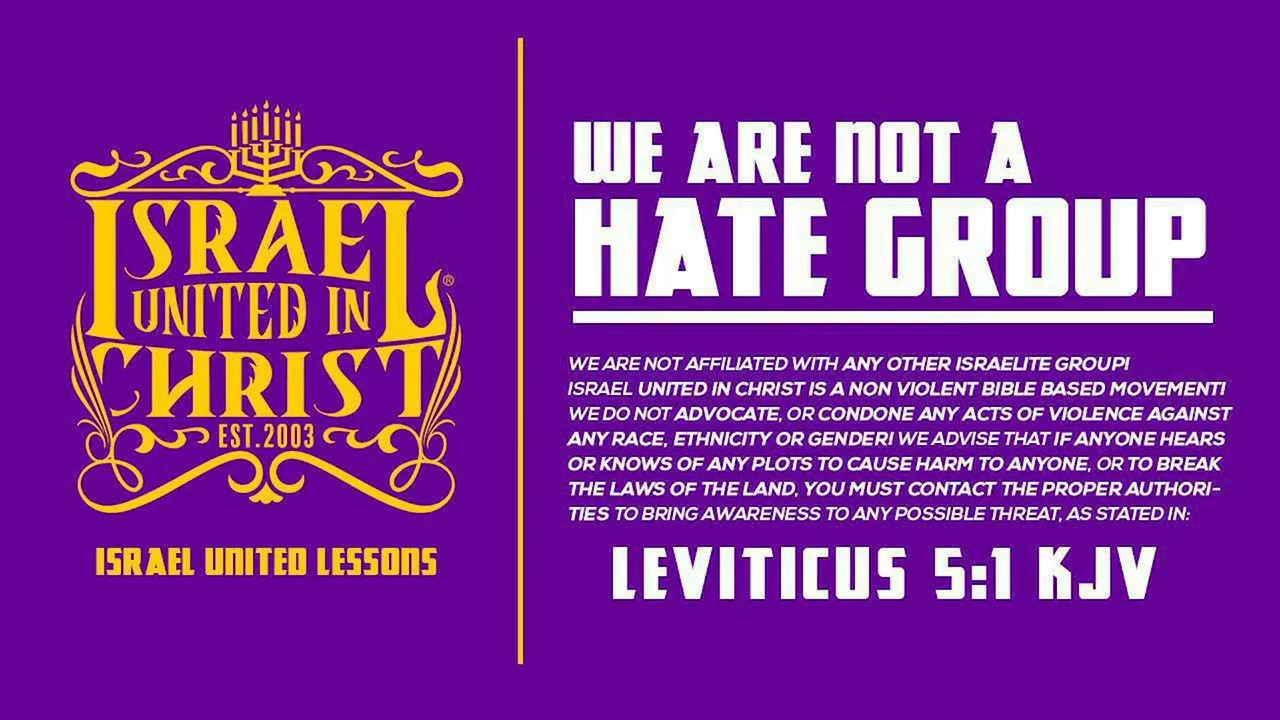 ISRAEL
UNITED IN
CHRIST®
EST.2003
ISRAEL UNITED LESSONS
WE ARE NOT A
HATE GROUP
WE ARE NOT AFFILIATED WITH ANY OTHER ISRAELITE GROUP!
ISRAEL UNITED IN CHRIST IS A NON VIOLENT BIBLE BASED MOVEMENT!
WE DO NOT ADVOCATE, OR CONDONE ANY ACTS OF VIOLENCE AGAINST
ANY RACE, ETHNICITY OR GENDER! WE ADVISE THAT IF ANYONE HEARS
OR KNOWS OF ANY PLOTS TO CAUSE HARM TO ANYONE, OR TO BREAK
THE LAWS OF THE LAND, YOU MUST CONTACT THE PROPER AUTHORI-
TIES TO BRING AWARENESS TO ANY POSSIBLE THREAT, AS STATED IN:
LEVITICUS 5:1 KJV